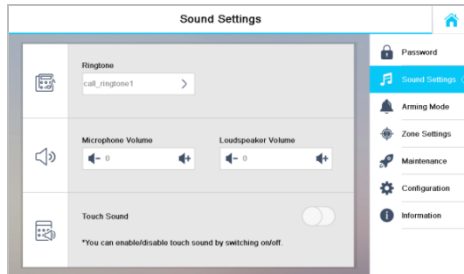 Sound Settings
Ringtone
call_ringtone1
Microphone Volume
Loudspeaker Volume
0
0
Touch Sound
*You can enable/disable touch sound by switching on/off.
Password
Sound Settings
Arming Mode
Zone Settings
Maintenance
Configuration
Information